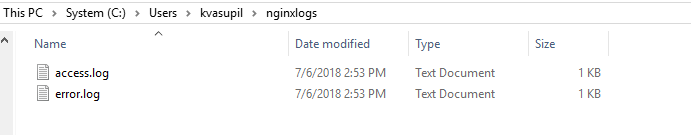 This PC > System (C:) > Users > kvasupil > nginxlogs
Name Date modified Type Size
access.log 7/6/2018 2:53 PM Text Document 1 KB
error.log 7/6/2018 2:53 PM Text Document 1 KB